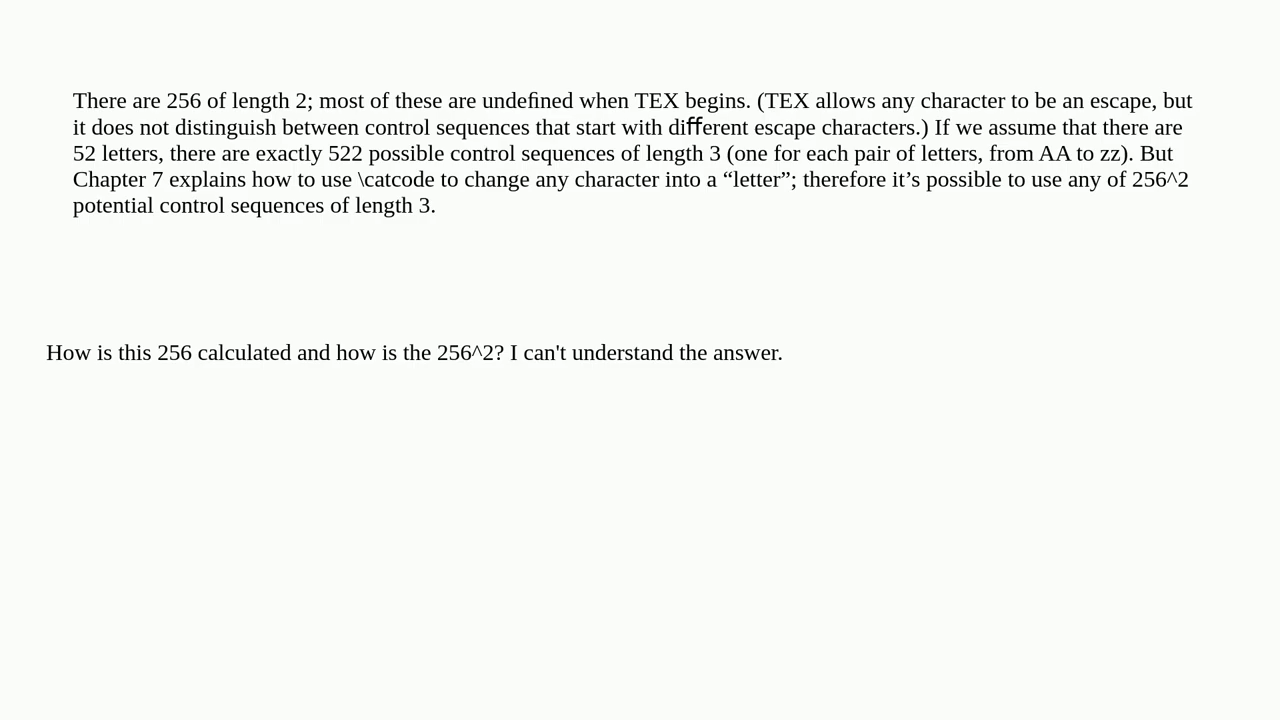 There are 256 of length 2; most of these are undefined when TEX begins. (TEX allows any character to be an escape, but
it does not distinguish between control sequences that start with different escape characters.) If we assume that there are
52 letters, there are exactly 522 possible control sequences of length 3 (one for each pair of letters, from AA to zz). But
Chapter 7 explains how to use \catcode to change any character into a “letter”; therefore it’s possible to use any of 256^2
potential control sequences of length 3.
How is this 256 calculated and how is the 256^2? I can't understand the answer.